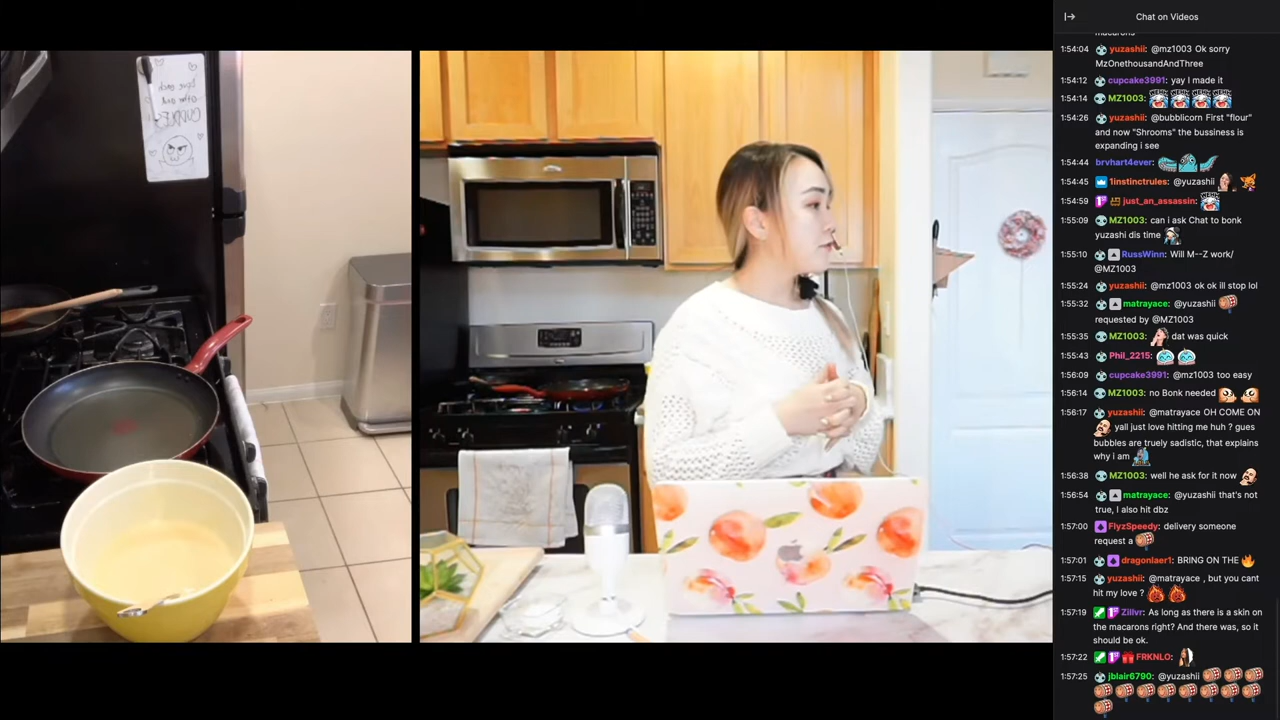 Chat on Videos
1:54:04 yuzashii: @mz1003 Ok sorry
MzOnethousandAndThree
1:54:12 cupcake3991: yay I made it
1:54:14 MZ1003:
1:54:26 yuzashii: @bubblicorn First "flour"
and now "Shrooms" the bussiness is
expanding i see
1:54:44 brvhart4ever:
1:54:45 1instinctrules: @yuzashii
1:54:59 just_an_assassin:
1:55:09 MZ1003: can i ask Chat to bonk
yuzashi dis time
1:55:10 RussWinn: Will M--Z work/
@MZ1003
1:55:24 yuzashii: @mz1003 ok ok ill stop lol
1:55:32 matrayace: @yuzashii
requested by @MZ1003
1:55:35 MZ1003: dat was quick
1:55:43 Phil_2215:
1:56:09 cupcake3991: @mz1003 too easy
1:56:14 MZ1003: no Bonk needed
1:56:17 yuzashii: @matrayace OH COME ON
yall just love hitting me huh ? gues
bubbles are truely sadistic, that explains
why i am
1:56:38 MZ1003: well he ask for it now
1:56:54 matrayace: @yuzashii that's not
true, I also hit dbz
1:57:00 FlyzSpeedy: delivery someone
request a
1:57:01 dragonlaer1: BRING ON THE
1:57:15 yuzashii: @matrayace , but you cant
hit my love ?
1:57:19 Zillvr: As long as there is a skin on
the macarons right? And there was, so it
should be ok.
1:57:22 FRKNLO:
1:57:25 jblair6790: @yuzashii